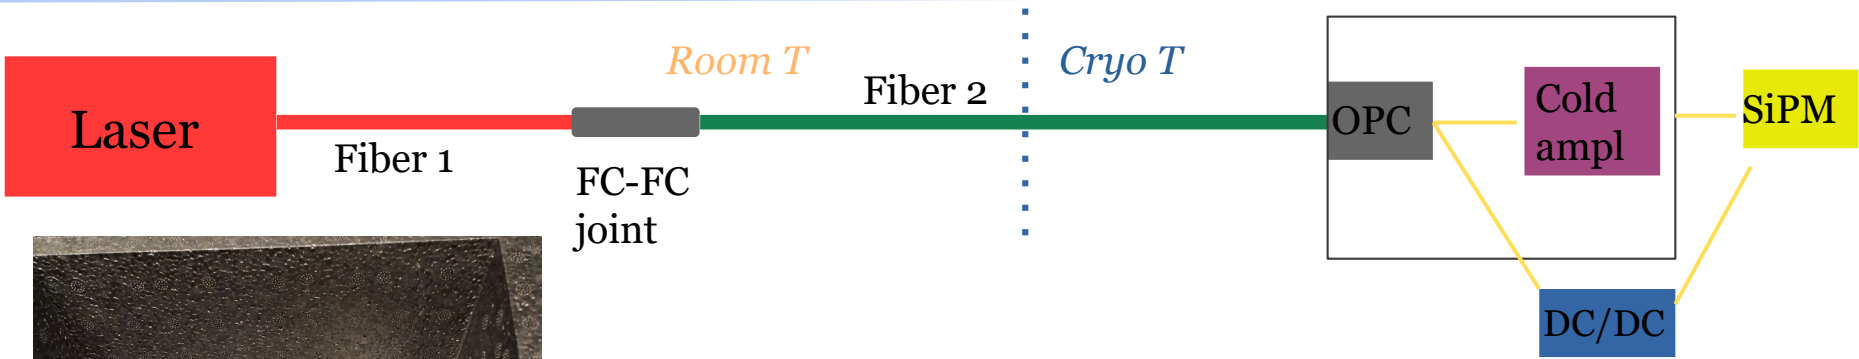 Room T
Cryo T
Laser
Fiber 1
FC-FC
joint
Fiber 2
OPC
Cold
ampl
SiPM
DC/DC